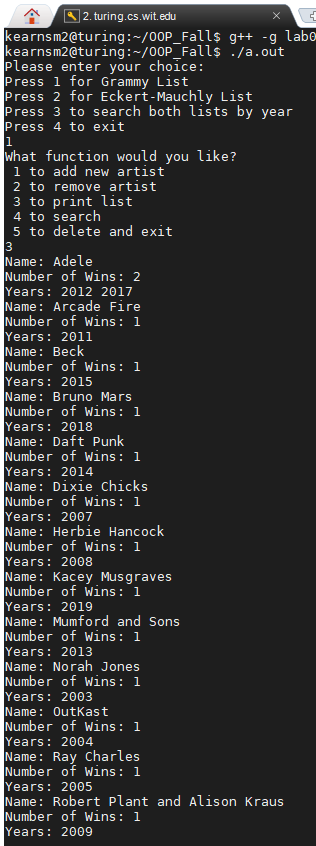 2. turing.cs.wit.edu
kearnsm2@turing:~/OOP_Fall$ g++ -g lab0
kearnsm2@turing:~/OOP_Fall$ ./a.out
Please enter your choice:
Press 1 for Grammy List
Press 2 for Eckert-Mauchly List
Press 3 to search both lists by year
Press 4 to exit
1
What function would you like?
1 to add new artist
2 to remove artist
3 to print list
4 to search
5 to delete and exit
3
Name: Adele
Number of Wins: 2
Years: 2012 2017
Name: Arcade Fire
Number of Wins: 1
Years: 2011
Name: Beck
Number of Wins: 1
Years: 2015
Name: Bruno Mars
Number of Wins: 1
Years: 2018
Name: Daft Punk
Number of Wins: 1
Years: 2014
Name: Dixie Chicks
Number of Wins: 1
Years: 2007
Name: Herbie Hancock
Number of Wins: 1
Years: 2008
Name: Kacey Musgraves
Number of Wins: 1
Years: 2019
Name: Mumford and Sons
Number of Wins: 1
Years: 2013
Name: Norah Jones
Number of Wins: 1
Years: 2003
Name: OutKast
Number of Wins: 1
Years: 2004
Name: Ray Charles
Number of Wins: 1
Years: 2005
Name: Robert Plant and Alison Kraus
Number of Wins: 1
Years: 2009